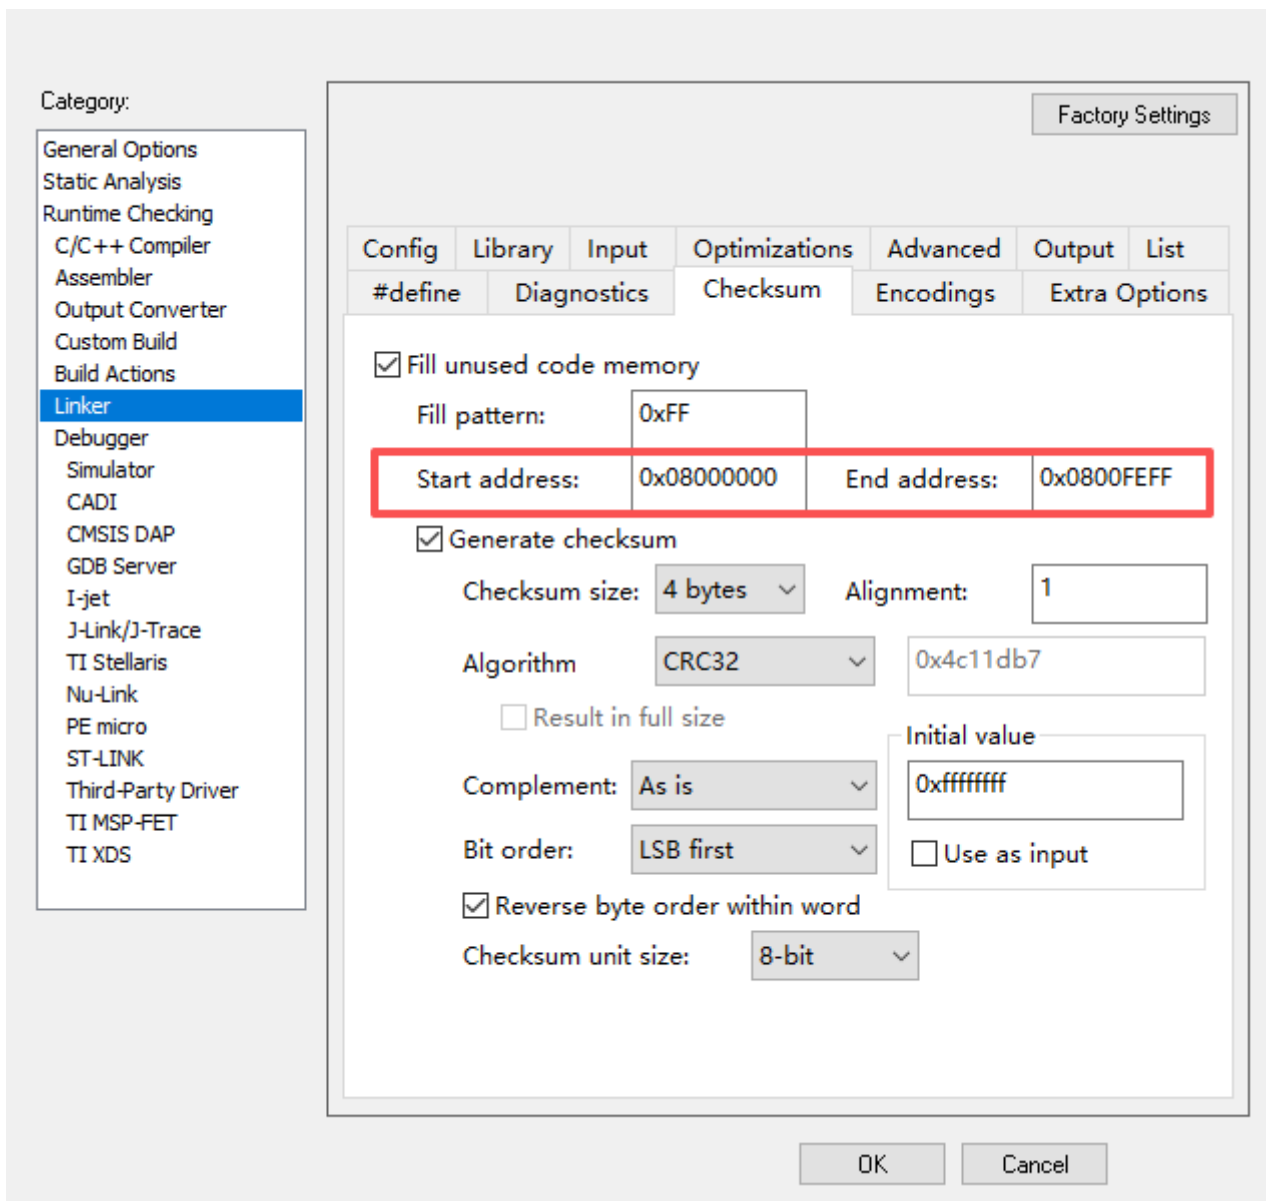 Category:
General Options
Static Analysis
Runtime Checking
C/C++ Compiler
Assembler
Output Converter
Custom Build
Build Actions
Linker
Debugger
Simulator
CADI
CMSIS DAP
GDB Server
I-jet
J-Link/J-Trace
TI Stellaris
Nu-Link
PE micro
ST-LINK
Third-Party Driver
TI MSP-FET
TI XDS
Factory Settings
Config Library Input Optimizations Advanced Output List
#define Diagnostics Checksum Encodings Extra Options
Fill unused code memory
Fill pattern: 0xFF
Start address: 0x08000000 End address: 0x0800FEFF
Generate checksum
Checksum size: 4 bytes Alignment: 1
Algorithm CRC32 0x4c11db7
Result in full size
Initial value
Complement: As is 0xffffffff
Bit order: LSB first Use as input
Reverse byte order within word
Checksum unit size: 8-bit
OK Cancel